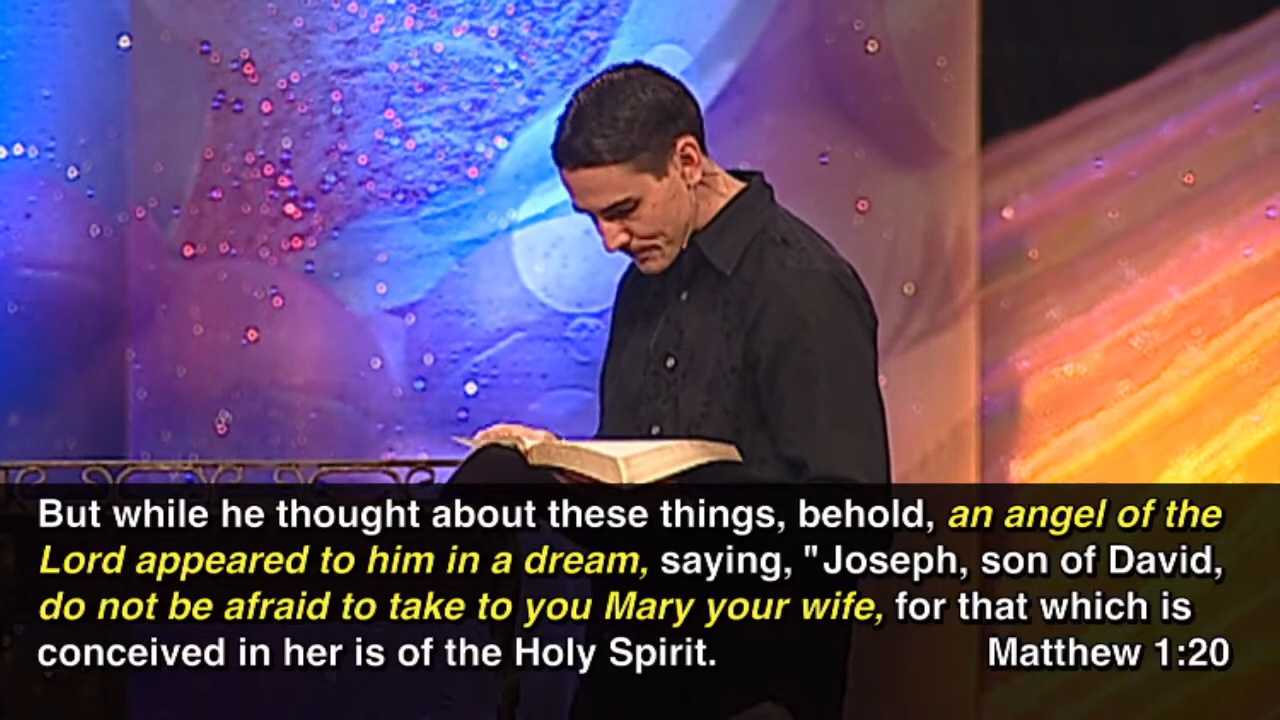 But while he thought about these things, behold, an angel of the
Lord appeared to him in a dream, saying, "Joseph, son of David,
do not be afraid to take to you Mary your wife, for that which is
conceived in her is of the Holy Spirit. Matthew 1:20